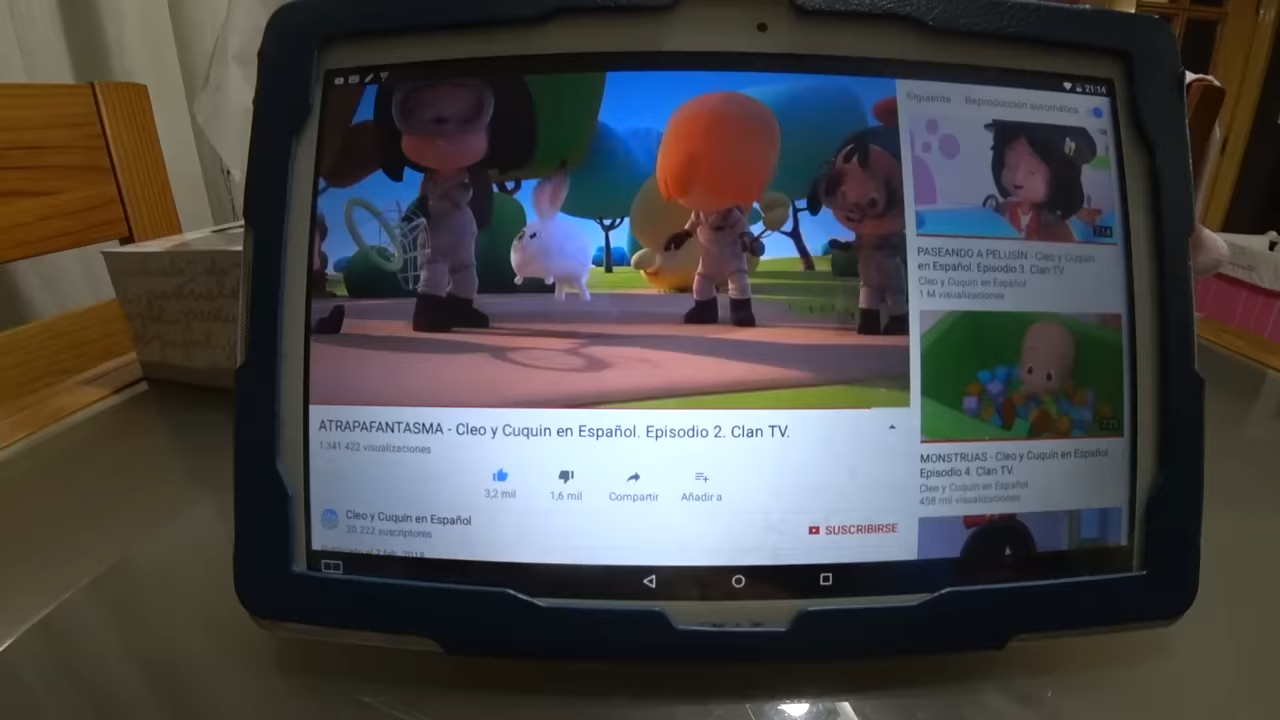 21:14
Siguiente Reproducción automática
7:14
PASEANDO A PELUSÍN - Cleo y Cuquin
en Español. Episodio 3. Clan TV
Cleo y Cuquin en Español
1 M visualizaciones
ATRAPAFANTASMA - Cleo y Cuquin en Español. Episodio 2. Clan TV.
1.341.422 visualizaciones
3,2 mil
1,6 mil
Compartir
Añadir a
Cleo y Cuquin en Español
20.222 suscriptores
SUSCRIBIRSE
MONSTRUAS - Cleo y Cuquin en Español
Episodio 4. Clan TV.
Cleo y Cuquin en Español
458 mil visualizaciones